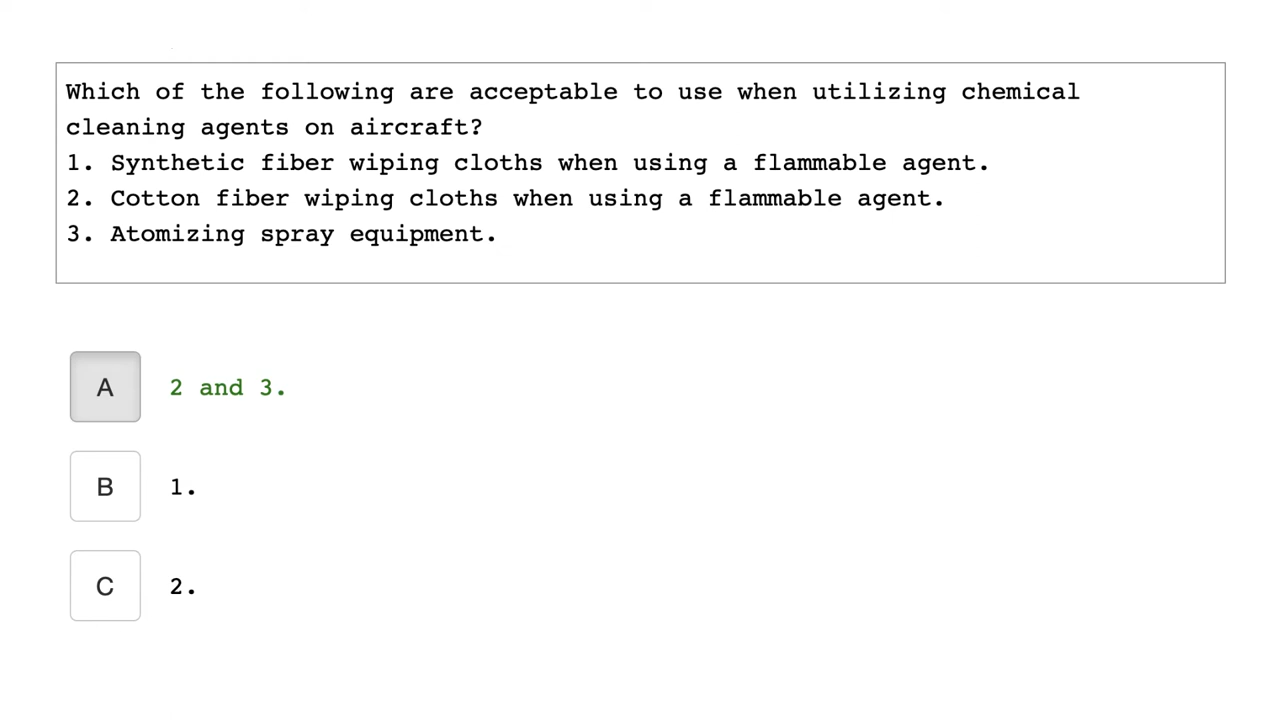 Which of the following are acceptable to use when utilizing chemical
cleaning agents on aircraft?
1. Synthetic fiber wiping cloths when using a flammable agent.
2. Cotton fiber wiping cloths when using a flammable agent.
3. Atomizing spray equipment.
A 2 and 3.
B 1.
C 2.